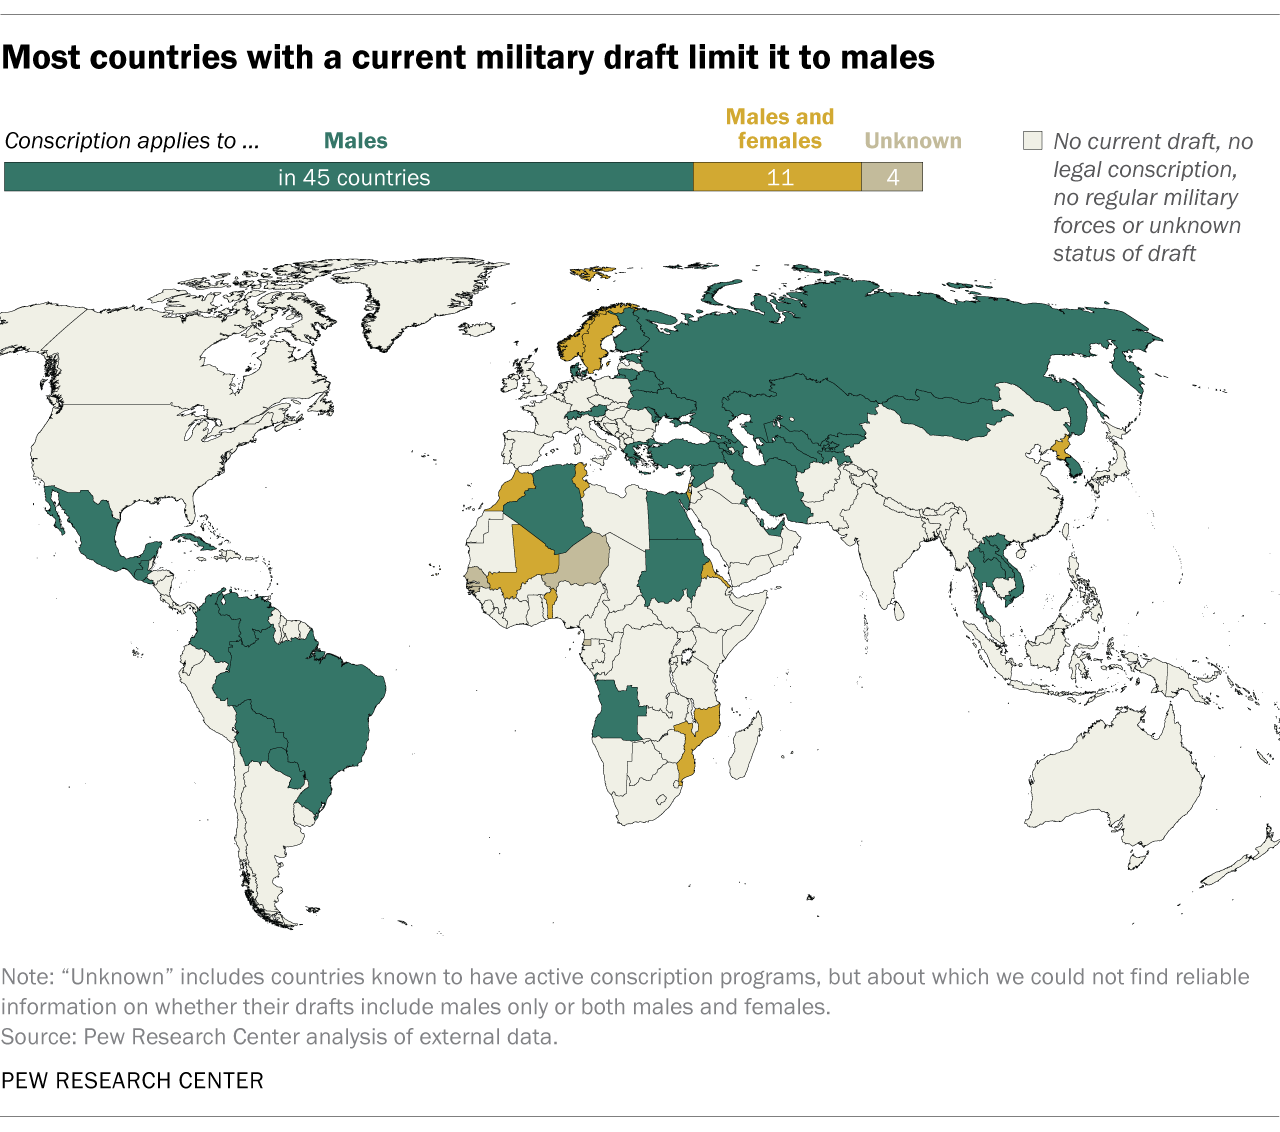 Most countries with a current military draft limit it to males
Conscription applies to ...
Males
Males and
females
Unknown
in 45 countries
11
4
No current draft, no
legal conscription,
no regular military
forces or unknown
status of draft
Note: “Unknown” includes countries known to have active conscription programs, but about which we could not find reliable
information on whether their drafts include males only or both males and females.
Source: Pew Research Center analysis of external data.
PEW RESEARCH CENTER